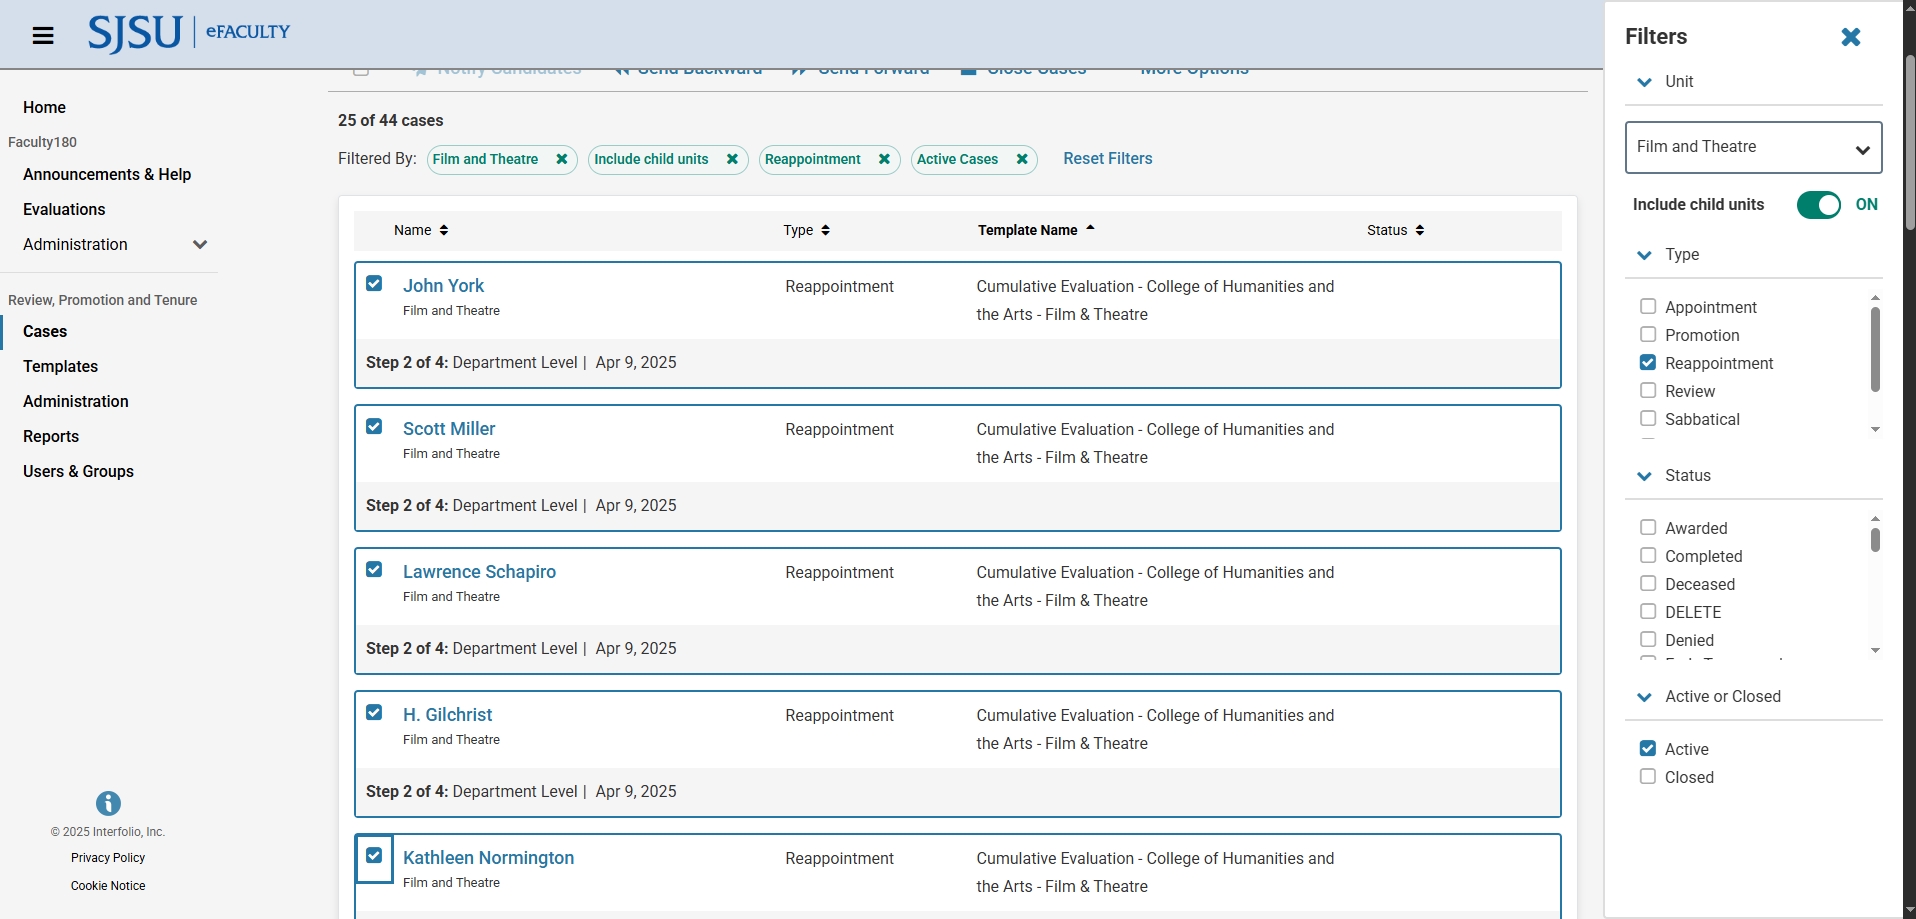 SJSU | eFACULTY
Notify Candidates Send Backward Send Forward Close Cases More Options
Home
Faculty180
Announcements & Help
Evaluations
Administration
Review, Promotion and Tenure
Cases
Templates
Administration
Reports
Users & Groups
© 2025 Interfolio, Inc.
Privacy Policy
Cookie Notice
25 of 44 cases
Filtered By: Film and Theatre Include child units Reappointment Active Cases Reset Filters
Name Type Template Name Status
John York Reappointment Cumulative Evaluation - College of Humanities and
Film and Theatre the Arts - Film & Theatre
Step 2 of 4: Department Level | Apr 9, 2025
Scott Miller Reappointment Cumulative Evaluation - College of Humanities and
Film and Theatre the Arts - Film & Theatre
Step 2 of 4: Department Level | Apr 9, 2025
Lawrence Schapiro Reappointment Cumulative Evaluation - College of Humanities and
Film and Theatre the Arts - Film & Theatre
Step 2 of 4: Department Level | Apr 9, 2025
H. Gilchrist Reappointment Cumulative Evaluation - College of Humanities and
Film and Theatre the Arts - Film & Theatre
Step 2 of 4: Department Level | Apr 9, 2025
Kathleen Normington Reappointment Cumulative Evaluation - College of Humanities and
Film and Theatre the Arts - Film & Theatre
Filters
Unit
Film and Theatre
Include child units ON
Type
Appointment
Promotion
Reappointment
Review
Sabbatical
Status
Awarded
Completed
Deceased
DELETE
Denied
Active or Closed
Active
Closed